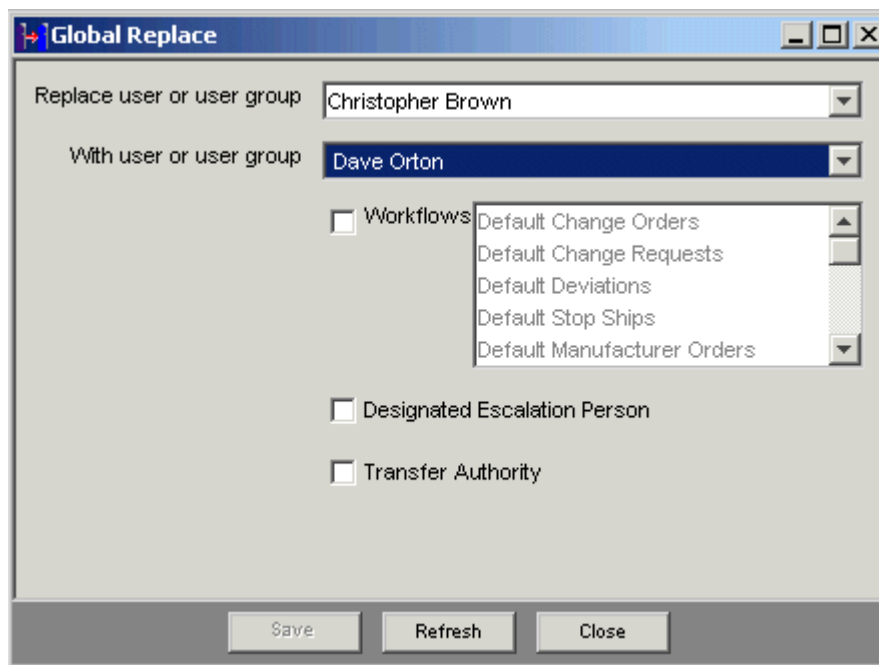 Global Replace
Replace user or user group
Christopher Brown
With user or user group
Dave Orton
Workflows
Default Change Orders
Default Change Requests
Default Deviations
Default Stop Ships
Default Manufacturer Orders
Designated Escalation Person
Transfer Authority
Save
Refresh
Close